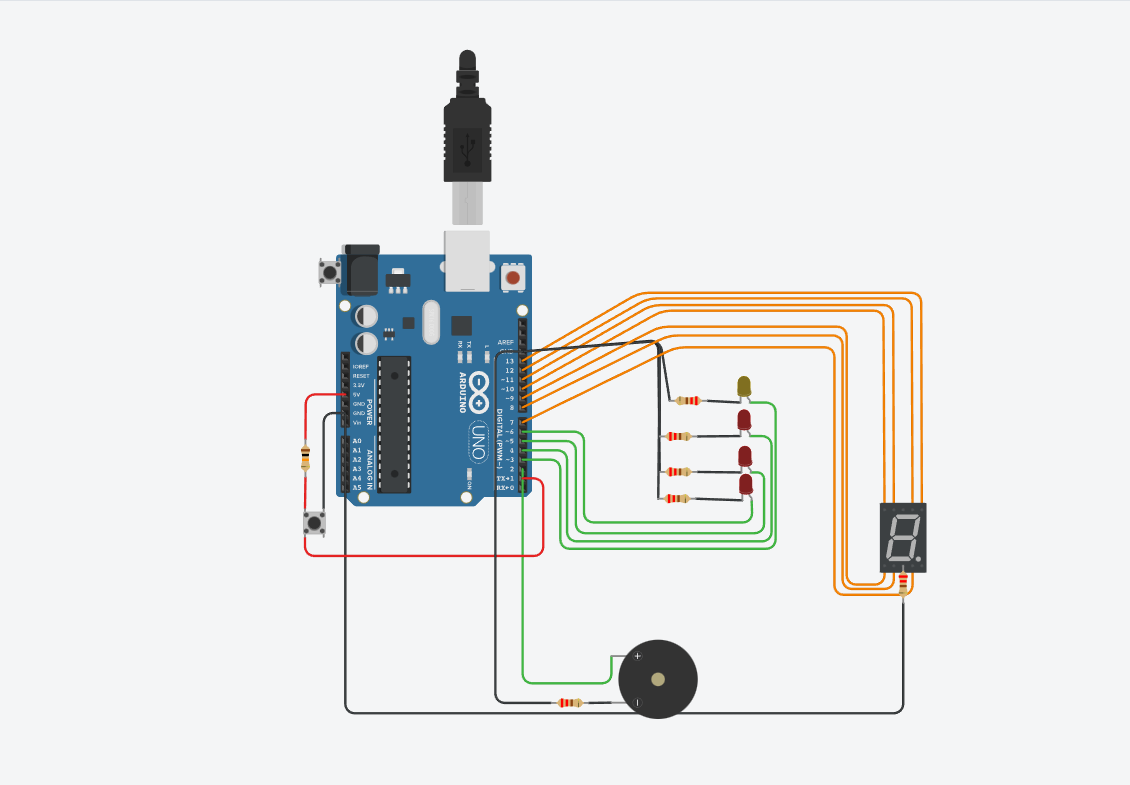 AREF
GND
RX
TX
L
13
12
~11
~10
~9
8
7
~6
~5
4
~3
2
TX→1
RX←0
DIGITAL (PWM~)
ARDUINO
UNO
ON
IOREF
RESET
3.3V
5V
GND
GND
Vin
POWER
A0
A1
A2
A3
A4
A5
ANALOG IN
+
-